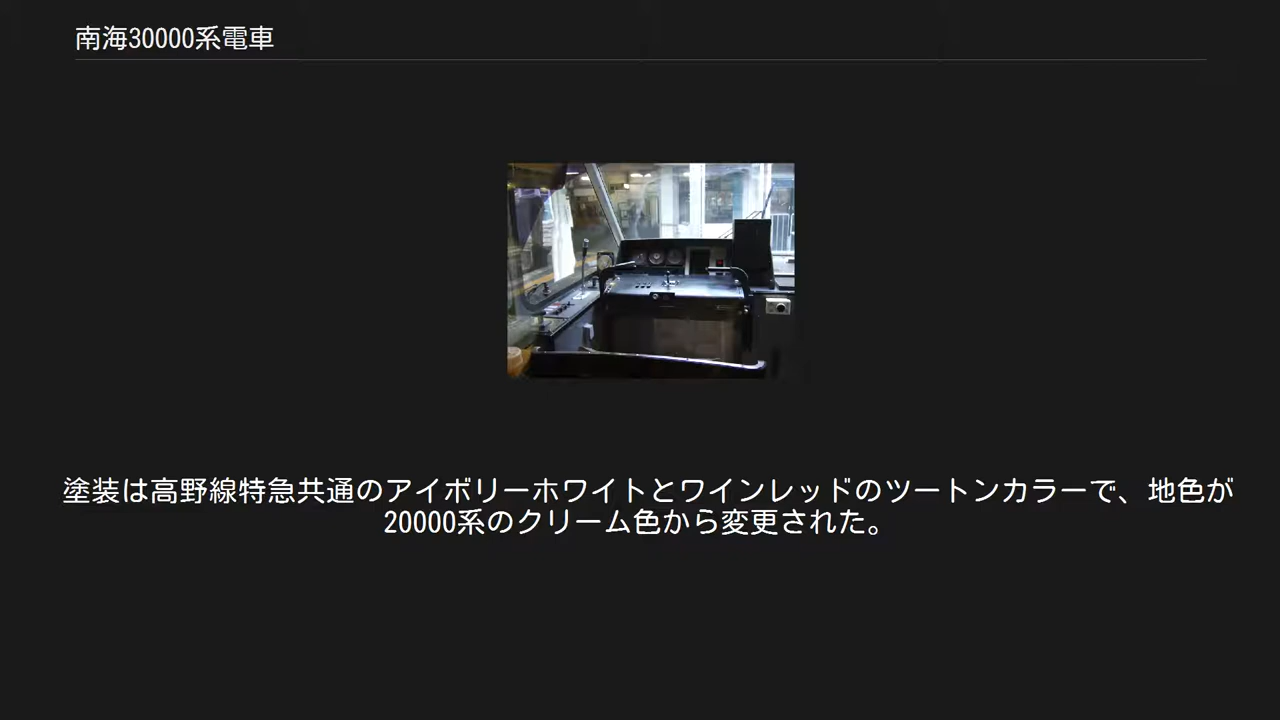 南海30000系電車
塗装は高野線特急共通のアイボリーホワイトとワインレッドのツートンカラーで、地色が
20000系のクリーム色から変更された。